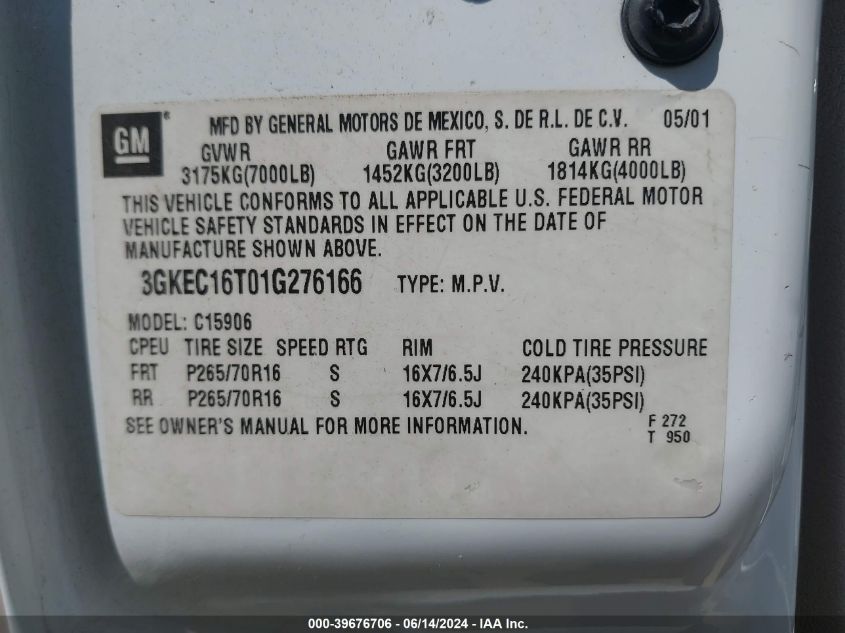 GM ® MFD BY GENERAL MOTORS DE MEXICO, S. DE R.L. DE C.V. 05/01
GVWR GAWR FRT GAWR RR
3175KG(7000LB) 1452KG(3200LB) 1814KG(4000LB)
THIS VEHICLE CONFORMS TO ALL APPLICABLE U.S. FEDERAL MOTOR
VEHICLE SAFETY STANDARDS IN EFFECT ON THE DATE OF
MANUFACTURE SHOWN ABOVE.
3GKEC16T01G276166 TYPE: M.P.V.
MODEL: C15906
CPEU TIRE SIZE SPEED RTG RIM COLD TIRE PRESSURE
FRT P265/70R16 S 16X7/6.5J 240KPA(35PSI)
RR P265/70R16 S 16X7/6.5J 240KPA(35PSI)
SEE OWNER'S MANUAL FOR MORE INFORMATION.
F 272
T 950
000-39676706 - 06/14/2024 - IAA Inc.